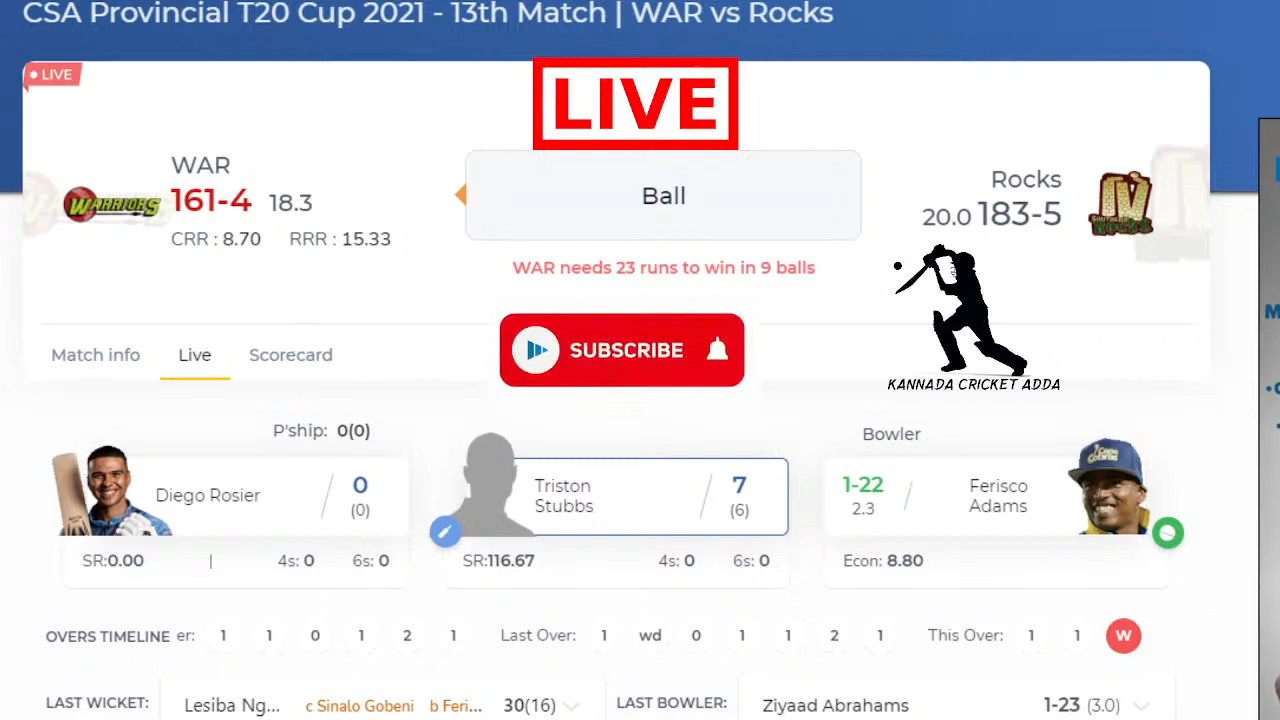 CSA Provincial T20 Cup 2021 - 13th Match | WAR vs Rocks
LIVE
LIVE
WAR
161-4 18.3
CRR : 8.70 RRR : 15.33
WARRIORS
Ball
Rocks
20.0 183-5
SOUTHERN ROCKS
WAR needs 23 runs to win in 9 balls
SUBSCRIBE
KANNADA CRICKET ADDA
Match info Live Scorecard
P'ship: 0(0)
Diego Rosier 0 (0)
SR:0.00 | 4s: 0 6s: 0
Triston Stubbs 7 (6)
SR:116.67 4s: 0 6s: 0
Bowler
1-22 2.3 Ferisco Adams
Econ: 8.80
OVERS TIMELINE er: 1 1 0 1 2 1 Last Over: 1 wd 0 1 1 2 1 This Over: 1 1 W
LAST WICKET: Lesiba Ng... c Sinalo Gobeni b Feri... 30(16) LAST BOWLER: Ziyaad Abrahams 1-23 (3.0)